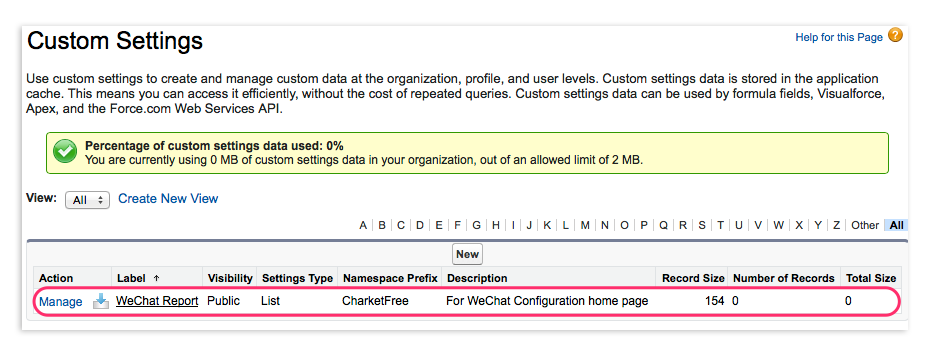 Custom Settings
Help for this Page ?
Use custom settings to create and manage custom data at the organization, profile, and user levels. Custom settings data is stored in the application
cache. This means you can access it efficiently, without the cost of repeated queries. Custom settings data can be used by formula fields, Visualforce,
Apex, and the Force.com Web Services API.
Percentage of custom settings data used: 0%
You are currently using 0 MB of custom settings data in your organization, out of an allowed limit of 2 MB.
View: All Create New View
A | B | C | D | E | F | G | H | I | J | K | L | M | N | O | P | Q | R | S | T | U | V | W | X | Y | Z | Other | All
New
Action Label ↑ Visibility Settings Type Namespace Prefix Description Record Size Number of Records Total Size
Manage WeChat Report Public List CharketFree For WeChat Configuration home page 154 0 0